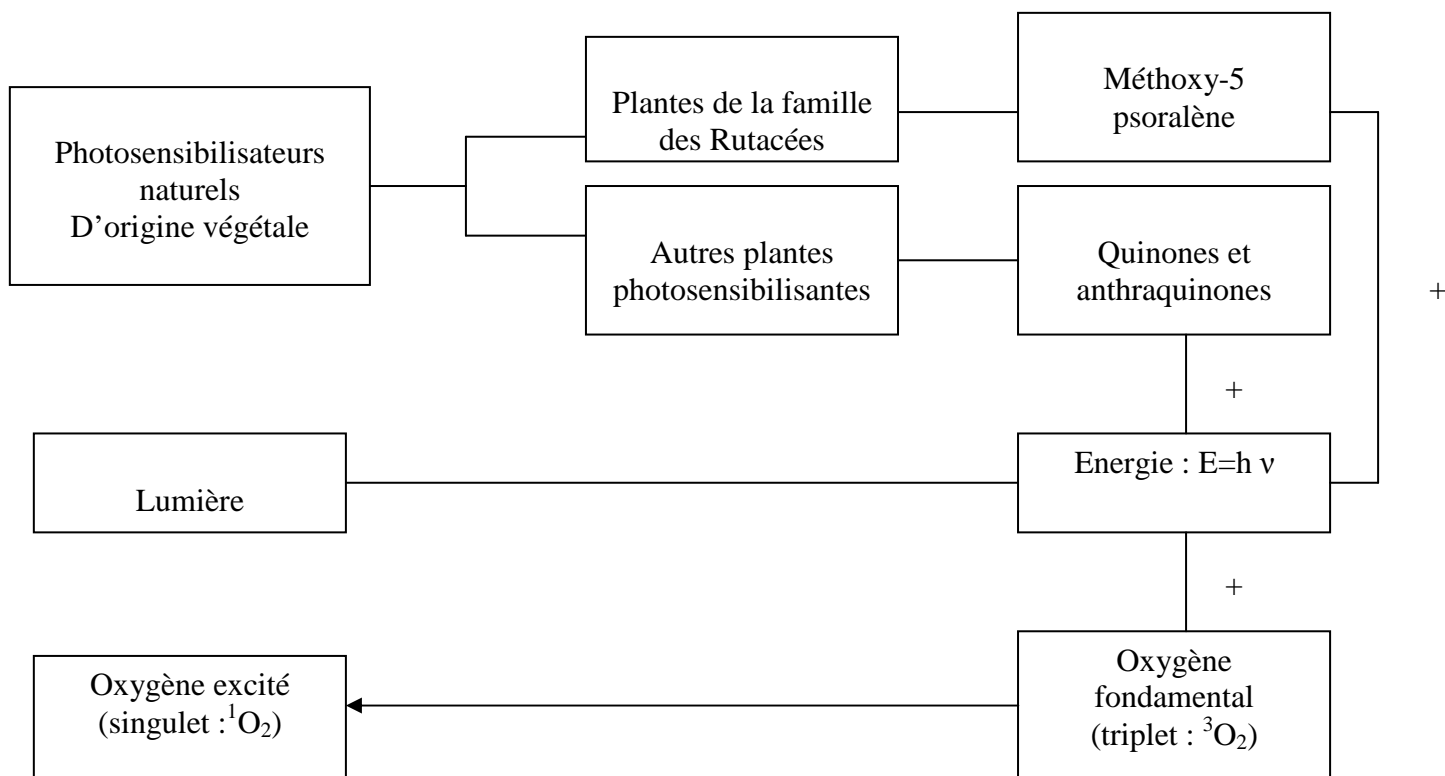 Photosensibilisateurs
naturels
D’origine végétale
Plantes de la famille
des Rutacées
Méthoxy-5
psoralène
Autres plantes
photosensibilisantes
Quinones et
anthraquinones
+
+
Lumière
Energie : E=h ν
+
Oxygène excité
(singulet :¹O₂)
Oxygène
fondamental
(triplet : ³O₂)